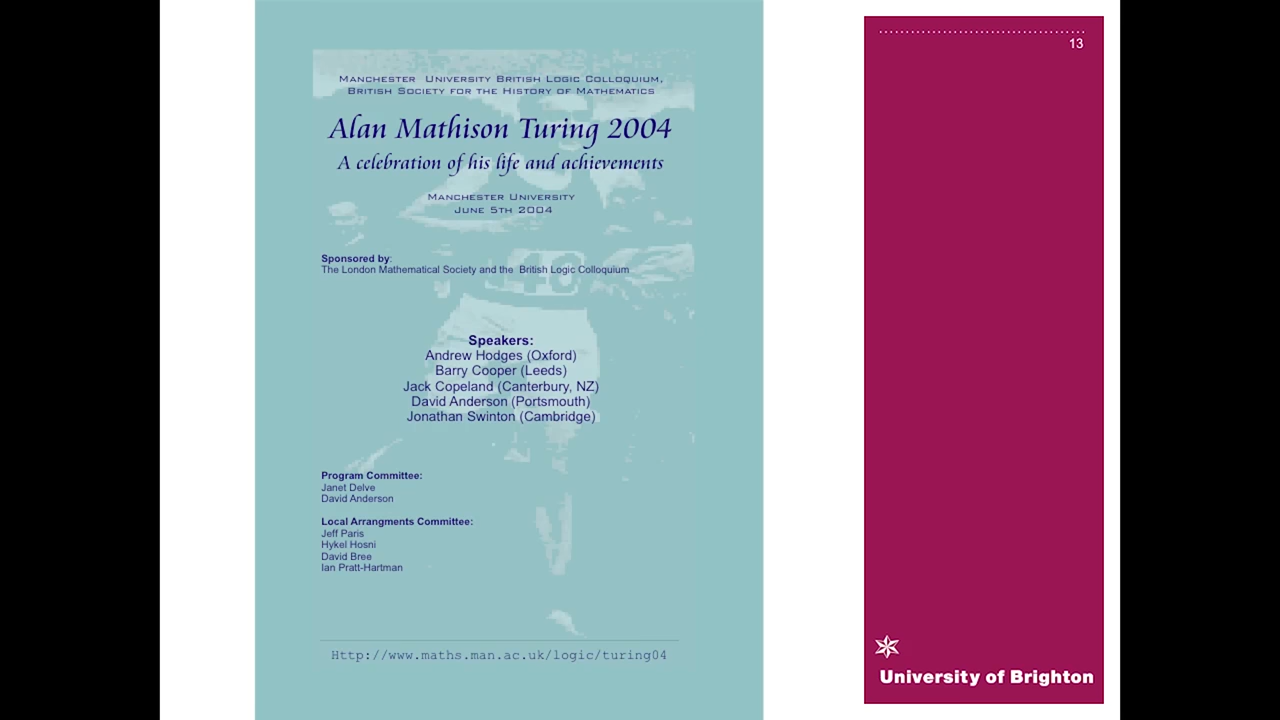 Manchester University British Logic Colloquium,
British Society for the History of Mathematics
Alan Mathison Turing 2004
A celebration of his life and achievements
Manchester University
June 5th 2004
Sponsored by:
The London Mathematical Society and the British Logic Colloquium
Speakers:
Andrew Hodges (Oxford)
Barry Cooper (Leeds)
Jack Copeland (Canterbury, NZ)
David Anderson (Portsmouth)
Jonathan Swinton (Cambridge)
Program Committee:
Janet Delve
David Anderson
Local Arrangments Committee:
Jeff Paris
Hykel Hosni
David Bree
Ian Pratt-Hartman
Http://www.maths.man.ac.uk/logic/turing04
13
University of Brighton